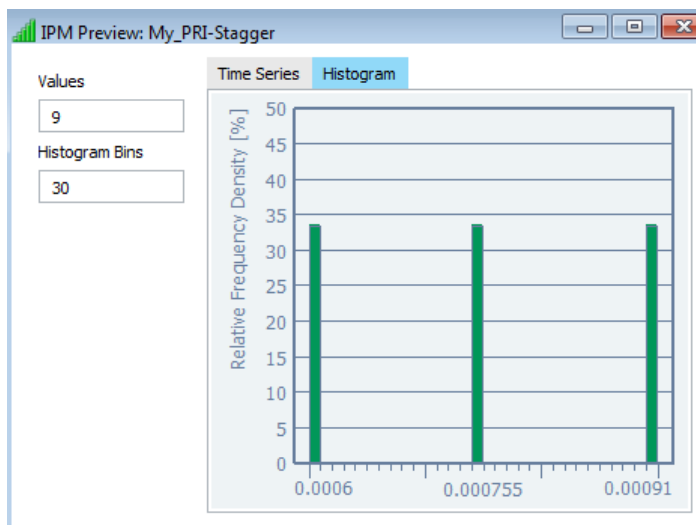 IPM Preview: My_PRI-Stagger
Values
9
Histogram Bins
30
Time Series
Histogram
Relative Frequency Density [%]
50
45
40
35
30
25
20
15
10
5
0
0.0006
0.000755
0.00091